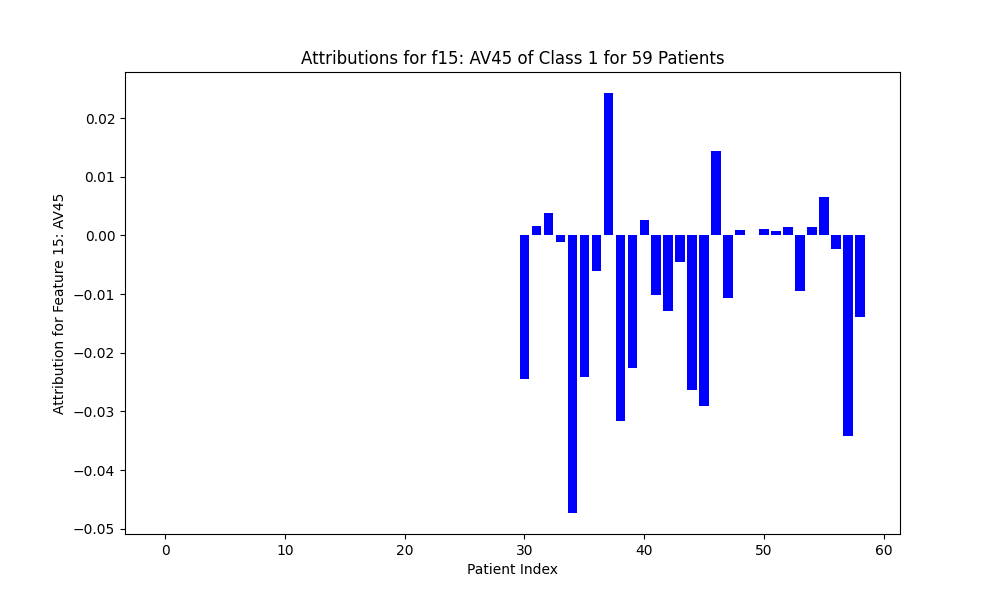 Attributions for f15: AV45 of Class 1 for 59 Patients
Attribution for Feature 15: AV45
0.02
0.01
0.00
−0.01
−0.02
−0.03
−0.04
−0.05
0 10 20 30 40 50 60
Patient Index